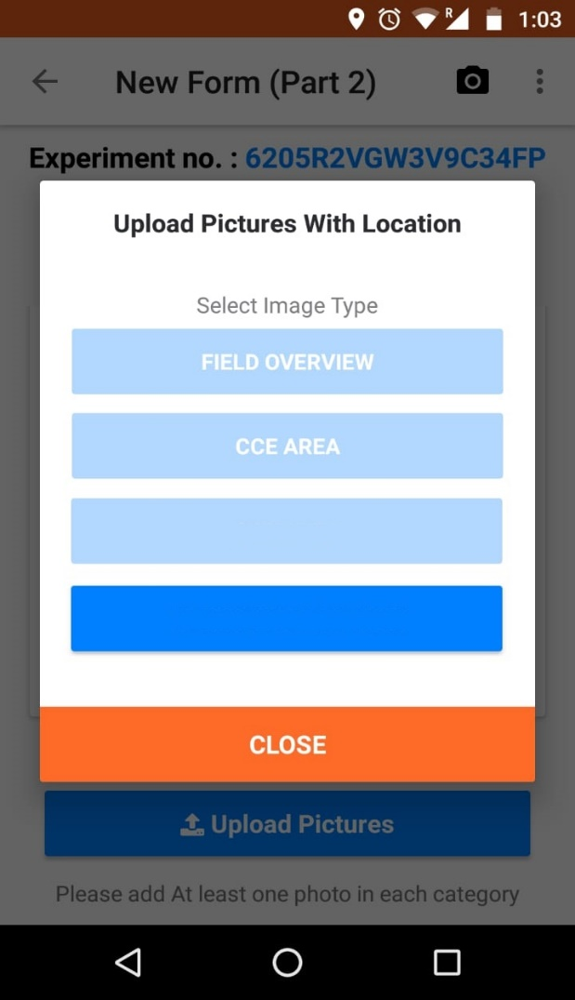 R
1:03
New Form (Part 2)
Experiment no. : 6205R2VGW3V9C34FP
Upload Pictures With Location
Select Image Type
FIELD OVERVIEW
CCE AREA
CLOSE
Upload Pictures
Please add At least one photo in each category